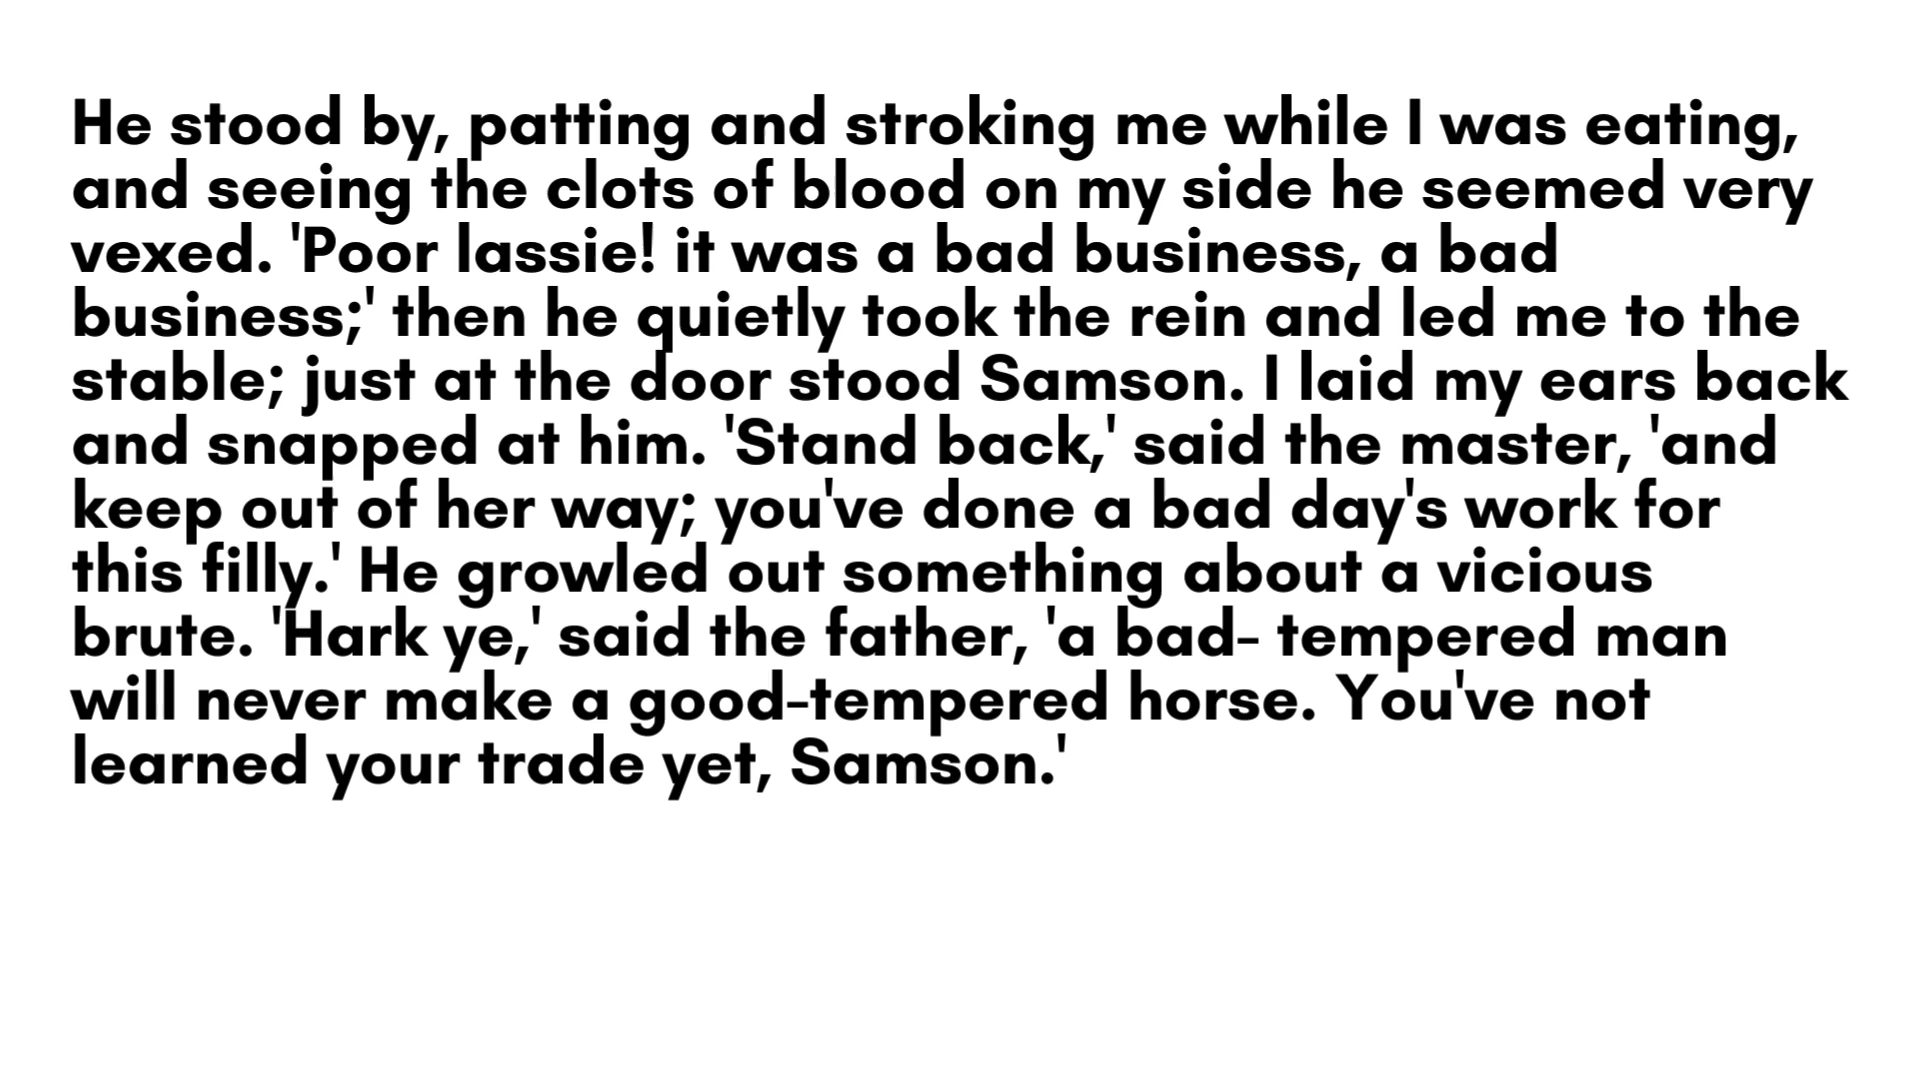 He stood by, patting and stroking me while I was eating,
and seeing the clots of blood on my side he seemed very
vexed. 'Poor lassie! it was a bad business, a bad
business;' then he quietly took the rein and led me to the
stable; just at the door stood Samson. I laid my ears back
and snapped at him. 'Stand back,' said the master, 'and
keep out of her way; you've done a bad day's work for
this filly.' He growled out something about a vicious
brute. 'Hark ye,' said the father, 'a bad- tempered man
will never make a good-tempered horse. You've not
learned your trade yet, Samson.'